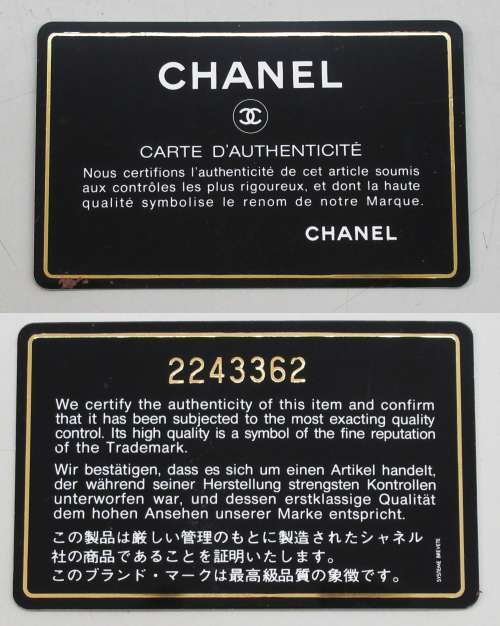 CHANEL
CARTE D'AUTHENTICITÉ
Nous certifions l'authenticité de cet article soumis
aux contrôles les plus rigoureux, et dont la haute
qualité symbolise le renom de notre Marque.
CHANEL
2243362
We certify the authenticity of this item and confirm
that it has been subjected to the most exacting quality
control. Its high quality is a symbol of the fine reputation
of the Trademark.
Wir bestätigen, dass es sich um einen Artikel handelt,
der während seiner Herstellung strengsten Kontrollen
unterworfen war, und dessen erstklassige Qualität
dem hohen Ansehen unserer Marke entspricht.
この製品は厳しい管理のもとに製造されたシャネル
社の商品であることを証明いたします。
このブランド・マークは最高級品質の象徴です。
SYSTEME BREVETE